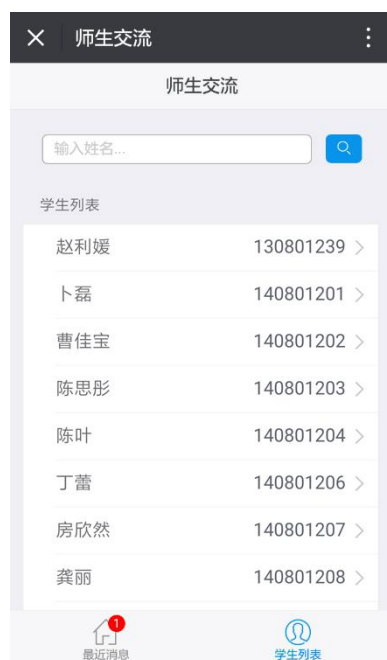 师生交流
师生交流
输入姓名...
学生列表
赵利媛 130801239
卜磊 140801201
曹佳宝 140801202
陈思彤 140801203
陈叶 140801204
丁蕾 140801206
房欣然 140801207
龚丽 140801208
1
最近消息 学生列表